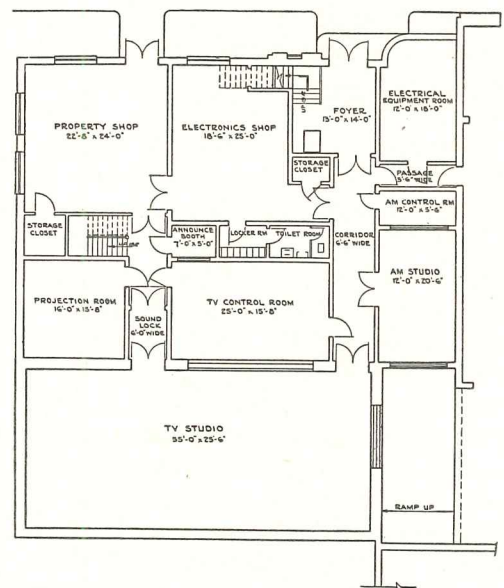 PROPERTY SHOP
22'-8" x 24'-0"
ELECTRONICS SHOP
18'-6" x 25'-0"
FOYER
13'-0" x 14'-0"
ELECTRICAL
EQUIPMENT ROOM
12'-0" x 18'-0"
STORAGE
CLOSET
PASSAGE
5'-6" WIDE
AM CONTROL RM
12'-0" x 5'-6"
STORAGE
CLOSET
ANNOUNCE
BOOTH
7'-0" x 5'-0"
LOCKER RM
TOILET ROOM
CORRIDOR
6'-6" WIDE
AM STUDIO
12'-0" x 20'-6"
PROJECTION ROOM
16'-0" x 15'-8"
SOUND
LOCK
6'-0" WIDE
TV CONTROL ROOM
25'-0" x 15'-8"
TV STUDIO
55'-0" x 25'-6"
RAMP UP